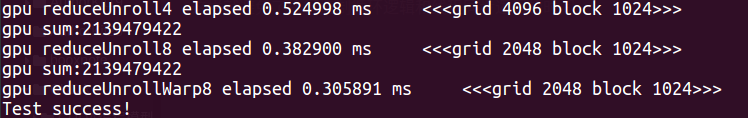 gpu reduceUnroll4 elapsed 0.524998 ms     <<<grid 4096 block 1024>>>
gpu sum:2139479422
gpu reduceUnroll8 elapsed 0.382900 ms     <<<grid 2048 block 1024>>>
gpu sum:2139479422
gpu reduceUnrollWarp8 elapsed 0.305891 ms     <<<grid 2048 block 1024>>>
Test success!